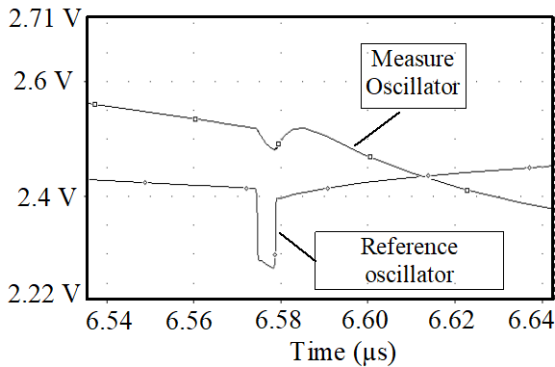 2.71 V
2.6 V
2.4 V
2.22 V
Measure
Oscillator
Reference
oscillator
6.54 6.56 6.58 6.60 6.62 6.64
Time (µs)